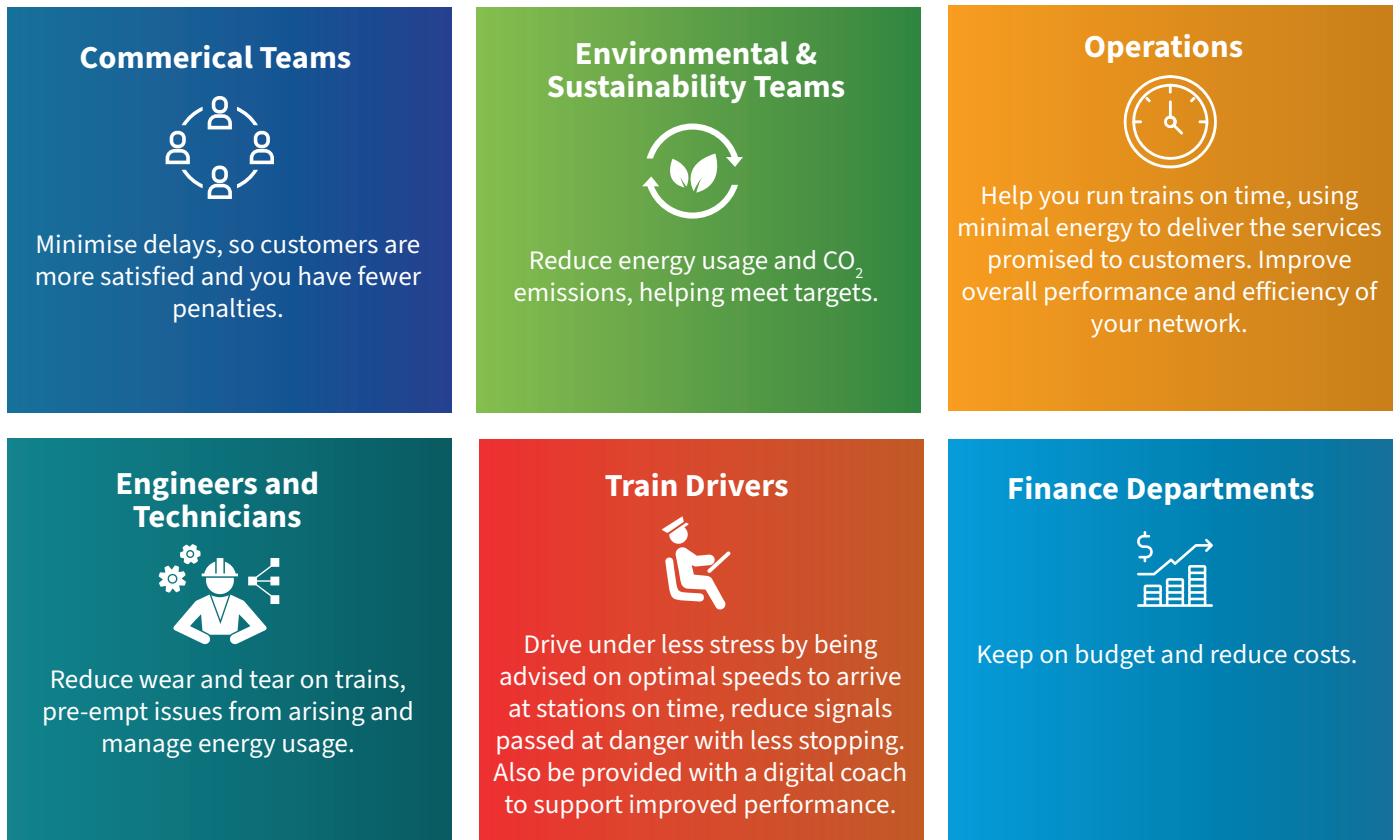 Commerical Teams
Minimise delays, so customers are
more satisfied and you have fewer
penalties.
Environmental &
Sustainability Teams
Reduce energy usage and CO₂
emissions, helping meet targets.
Operations
Help you run trains on time, using
minimal energy to deliver the services
promised to customers. Improve
overall performance and efficiency of
your network.
Engineers and
Technicians
Reduce wear and tear on trains,
pre-empt issues from arising and
manage energy usage.
Train Drivers
Drive under less stress by being
advised on optimal speeds to arrive
at stations on time, reduce signals
passed at danger with less stopping.
Also be provided with a digital coach
to support improved performance.
Finance Departments
$
Keep on budget and reduce costs.